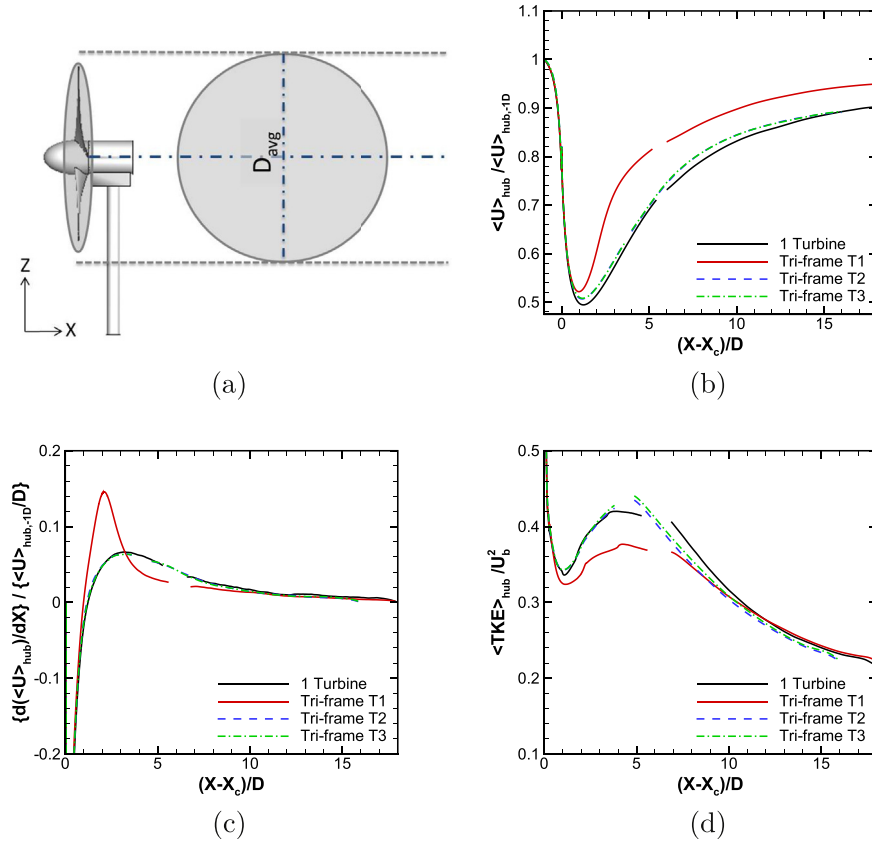 D_avg
Z
X
(a)
<U>_hub /<U>_hub,-1D
1
0.9
0.8
0.7
0.6
0.5
0 5 10 15
(X-X_c)/D
1 Turbine
Tri-frame T1
Tri-frame T2
Tri-frame T3
(b)
{d(<U>_hub)/dX} / {<U>_hub,-1D/D}
0.2
0.1
0
-0.1
-0.2
0 5 10 15
(X-X_c)/D
1 Turbine
Tri-frame T1
Tri-frame T2
Tri-frame T3
(c)
<TKE>_hub /U_b^2
0.5
0.4
0.3
0.2
0 5 10 15
(X-X_c)/D
1 Turbine
Tri-frame T1
Tri-frame T2
Tri-frame T3
(d)